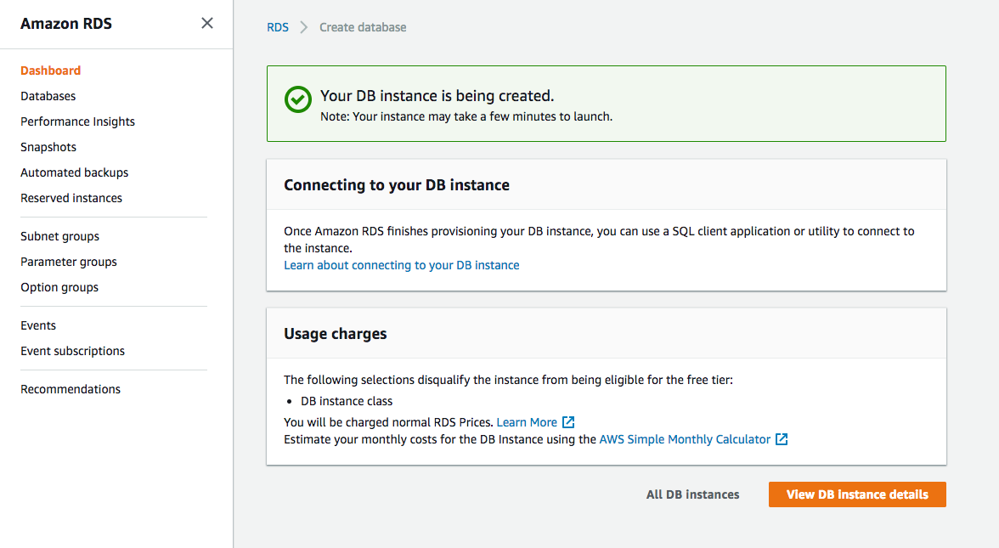 Amazon RDS
Dashboard
Databases
Performance Insights
Snapshots
Automated backups
Reserved instances
Subnet groups
Parameter groups
Option groups
Events
Event subscriptions
Recommendations
RDS > Create database
Your DB instance is being created.
Note: Your instance may take a few minutes to launch.
Connecting to your DB instance
Once Amazon RDS finishes provisioning your DB instance, you can use a SQL client application or utility to connect to
the instance.
Learn about connecting to your DB instance
Usage charges
The following selections disqualify the instance from being eligible for the free tier:
• DB instance class
You will be charged normal RDS Prices. Learn More
Estimate your monthly costs for the DB Instance using the AWS Simple Monthly Calculator
All DB instances
View DB instance details